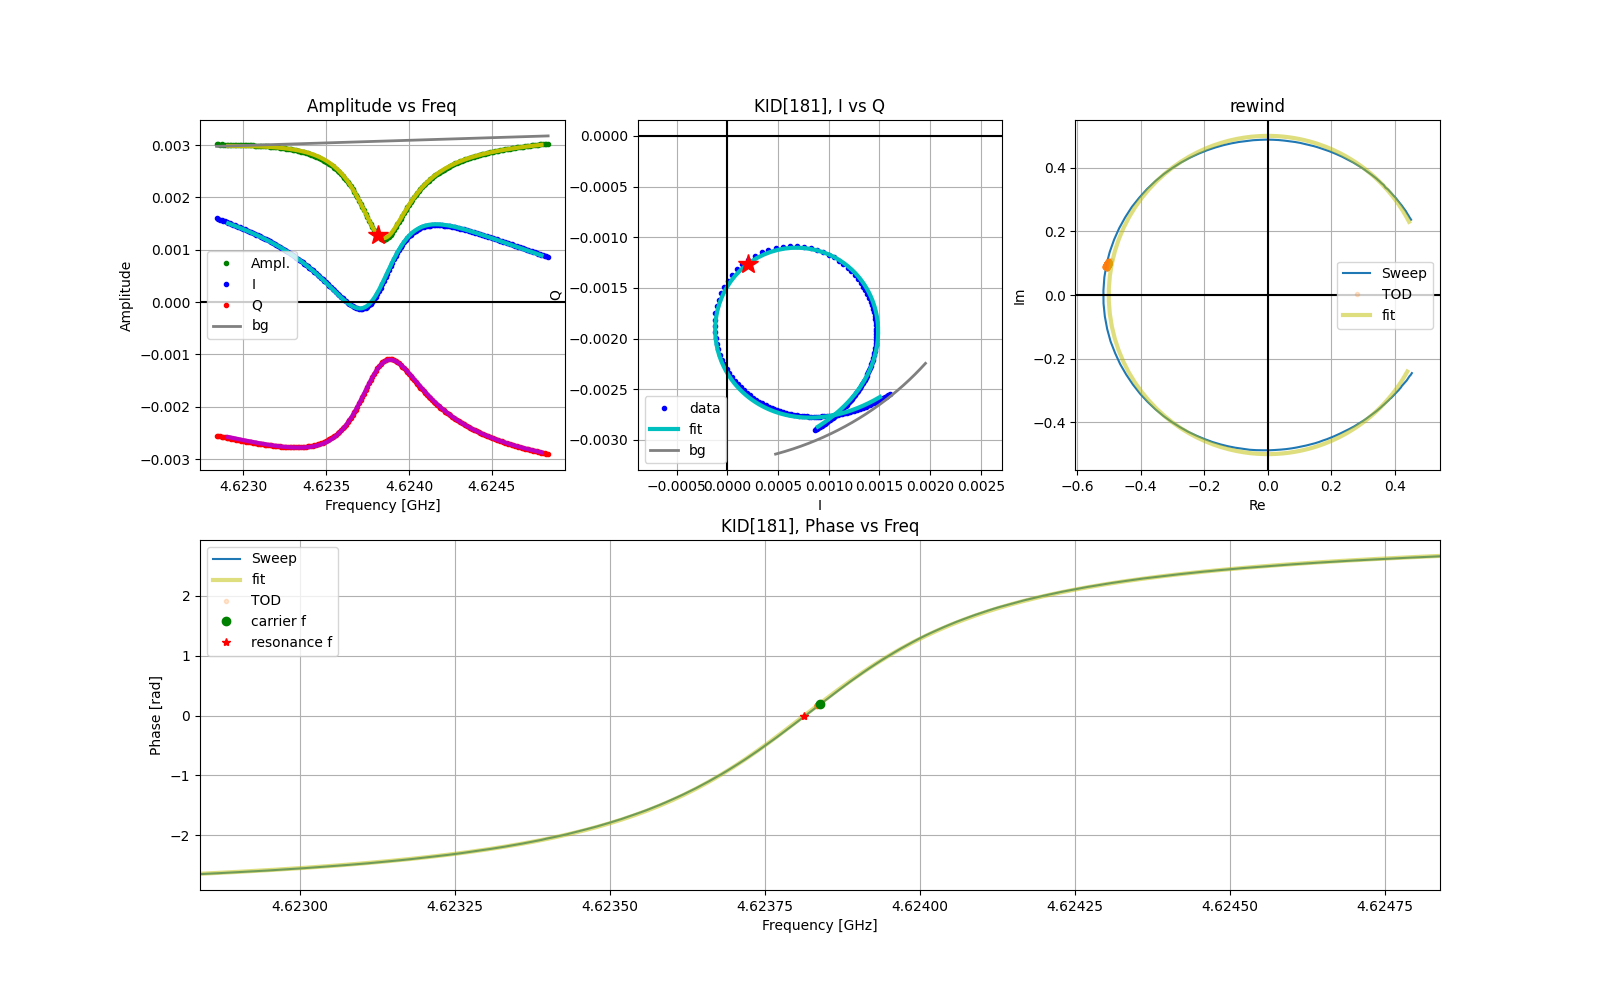 Amplitude vs Freq
0.003
0.002
0.001
0.000
−0.001
−0.002
−0.003
Amplitude
Ampl.
I
Q
bg
4.6230 4.6235 4.6240 4.6245
Frequency [GHz]
KID[181], I vs Q
0.0000
−0.0005
−0.0010
−0.0015
−0.0020
−0.0025
−0.0030
Q
data
fit
bg
−0.0005 0.0000 0.0005 0.0010 0.0015 0.0020 0.0025
I
rewind
0.4
0.2
0.0
−0.2
−0.4
Im
Sweep
TOD
fit
−0.6 −0.4 −0.2 0.0 0.2 0.4
Re
KID[181], Phase vs Freq
2
1
0
−1
−2
Phase [rad]
Sweep
fit
TOD
carrier f
resonance f
4.62300 4.62325 4.62350 4.62375 4.62400 4.62425 4.62450 4.62475
Frequency [GHz]